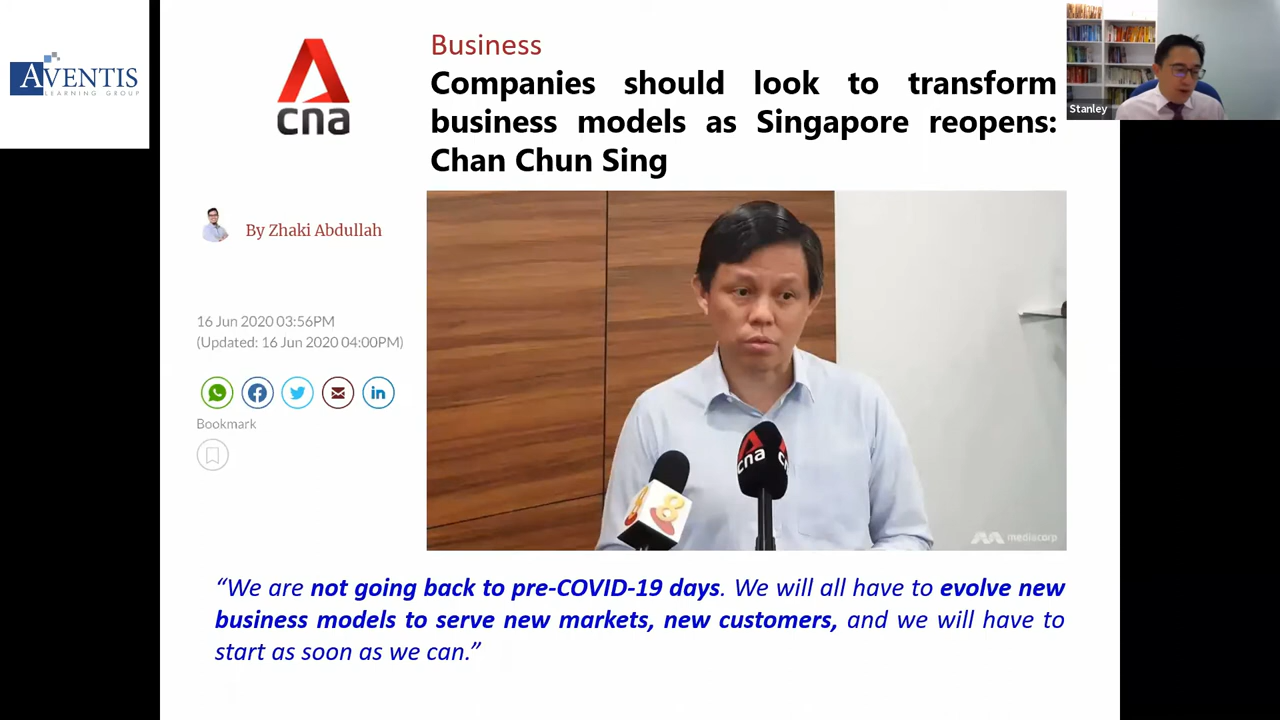 AVENTIS
LEARNING GROUP
cna
Business
Companies should look to transform
business models as Singapore reopens:
Chan Chun Sing
Stanley
By Zhaki Abdullah
16 Jun 2020 03:56PM
(Updated: 16 Jun 2020 04:00PM)
in
Bookmark
cna
8
mediacorp
“We are not going back to pre-COVID-19 days. We will all have to evolve new
business models to serve new markets, new customers, and we will have to
start as soon as we can.”